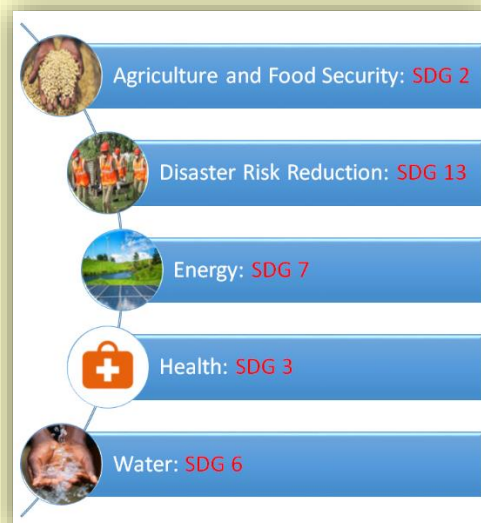 Agriculture and Food Security: SDG 2
Disaster Risk Reduction: SDG 13
Energy: SDG 7
Health: SDG 3
Water: SDG 6